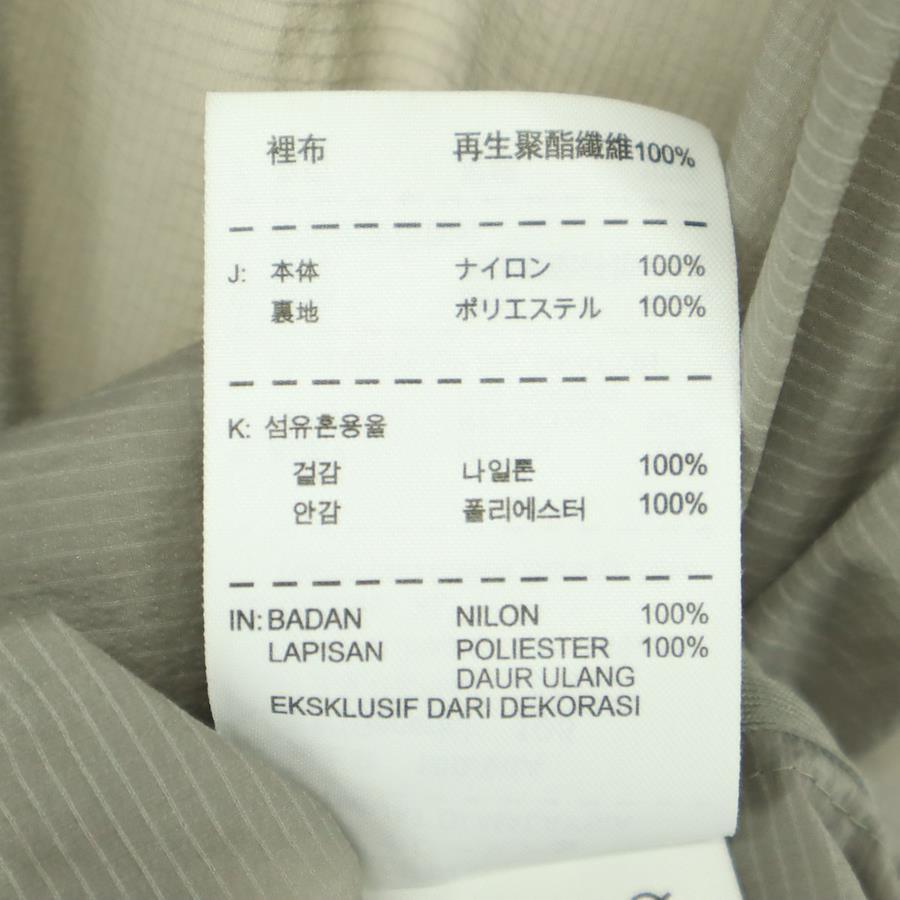 裡布 再生聚酯纖維100%
J: 本体 ナイロン 100%
裏地 ポリエステル 100%
K: 섬유혼용율
겉감 나일론 100%
안감 폴리에스터 100%
IN: BADAN NILON 100%
LAPISAN POLIESTER 100%
DAUR ULANG
EKSKLUSIF DARI DEKORASI